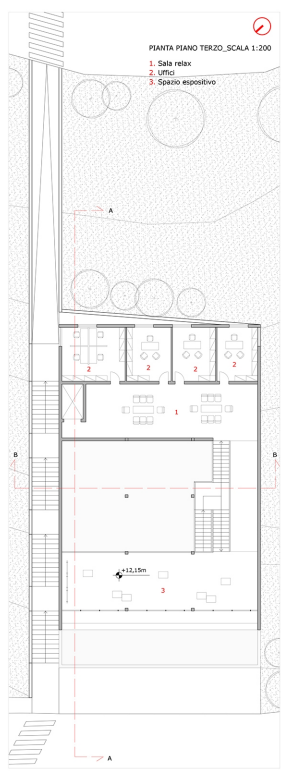 PIANTA PIANO TERZO_SCALA 1:200
1. Sala relax
2. Uffici
3. Spazio espositivo
A
2
2
2
2
1
B
B
+12,15m
3
A